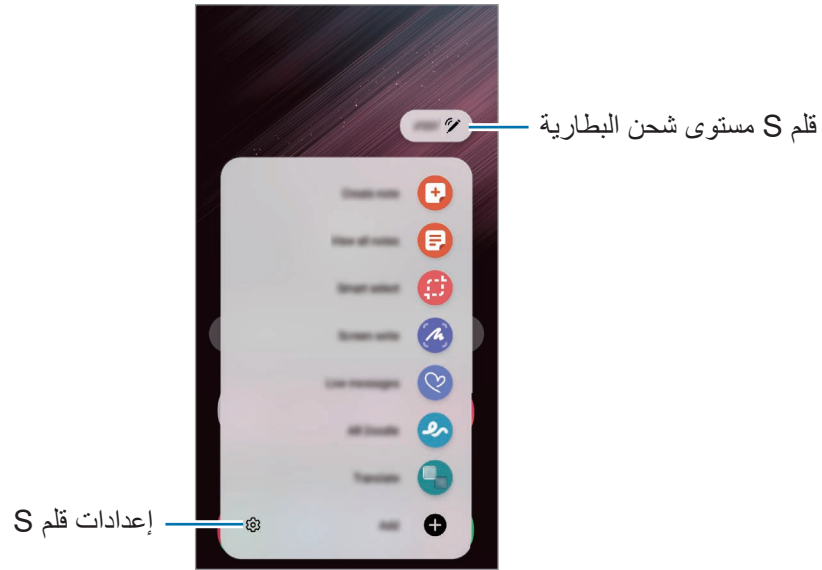 قلم S مستوى شحن البطارية
Create note
View all notes
Smart select
Screen write
Live messages
AR Doodle
Translate
Add
إعدادات قلم S